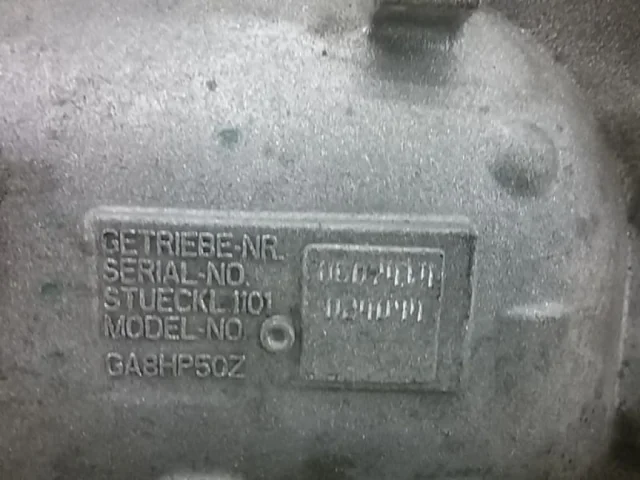 GETRIEBE-NR.
SERIAL-NO.
STUECKL 1101
MODEL-NO.
GA8HP50Z